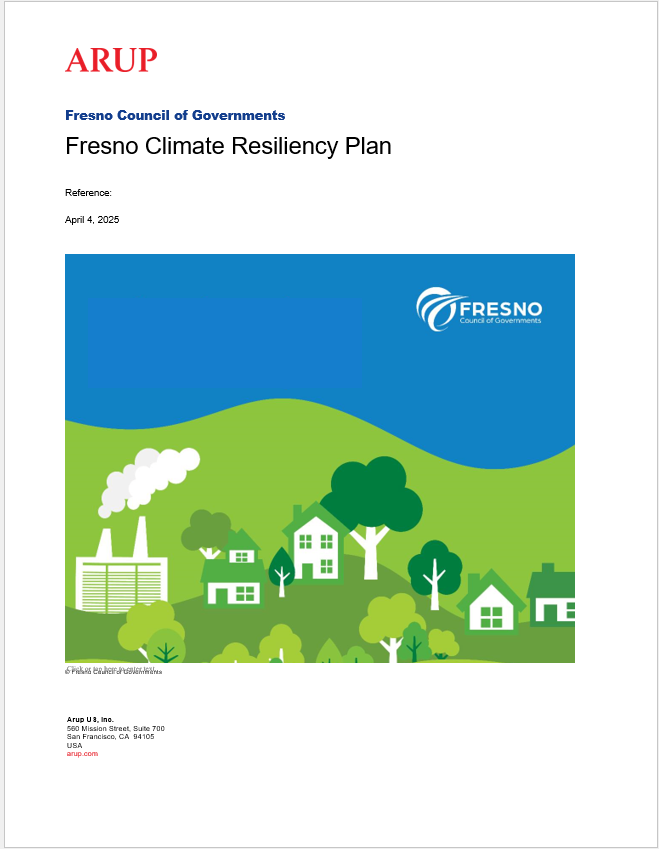 ARUP
Fresno Council of Governments
Fresno Climate Resiliency Plan
Reference:
April 4, 2025
FRESNO
Council of Governments
Click or tap here to enter text.
© Fresno Council of Governments
Arup US, Inc.
560 Mission Street, Suite 700
San Francisco, CA 94105
USA
arup.com